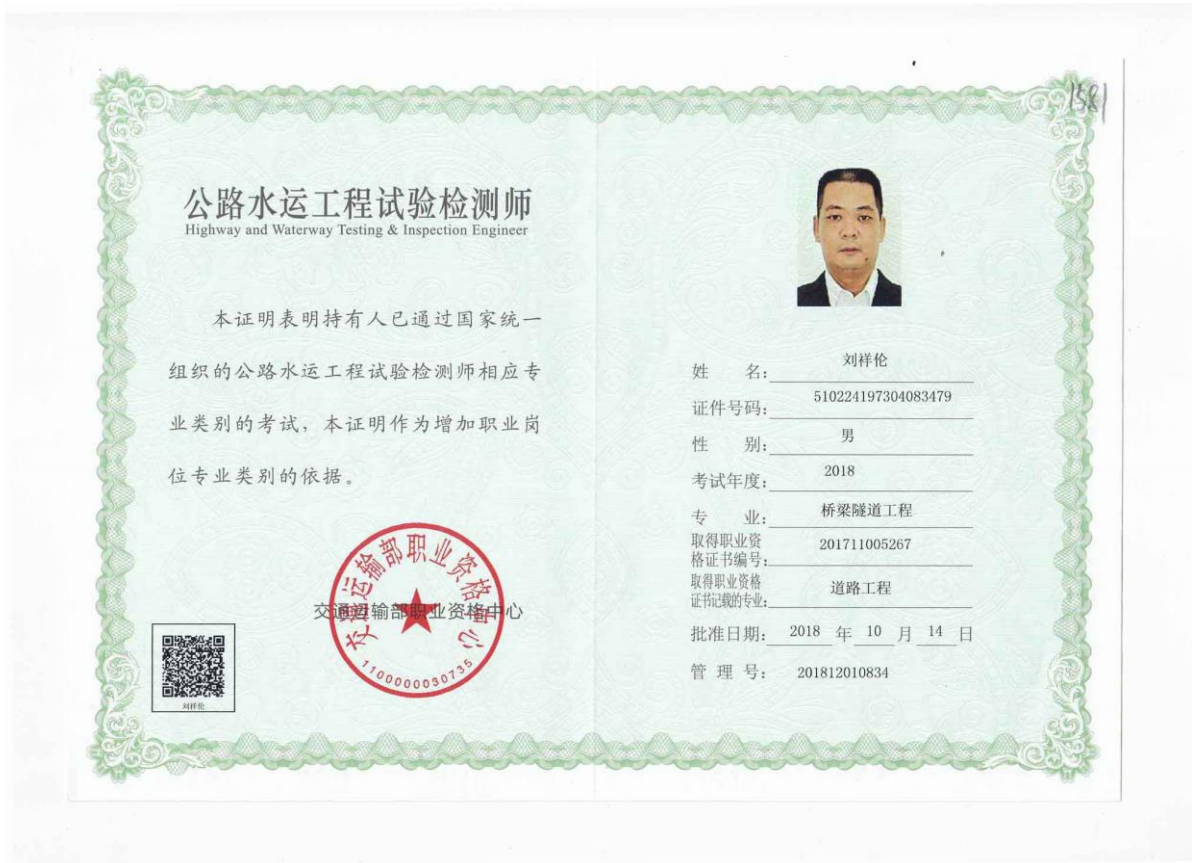 1581
公路水运工程试验检测师
Highway and Waterway Testing & Inspection Engineer
本证明表明持有人已通过国家统一
组织的公路水运工程试验检测师相应专
业类别的考试，本证明作为增加职业岗
位专业类别的依据。
交通运输部职业资格中心
交通运输部职业资格中心
1100000030735
刘祥伦
姓 名: 刘祥伦
证件号码: 510224197304083479
性 别: 男
考试年度: 2018
专 业: 桥梁隧道工程
取得职业资
格证书编号: 201711005267
取得职业资格
证书记载的专业: 道路工程
批准日期: 2018 年 10 月 14 日
管 理 号: 201812010834